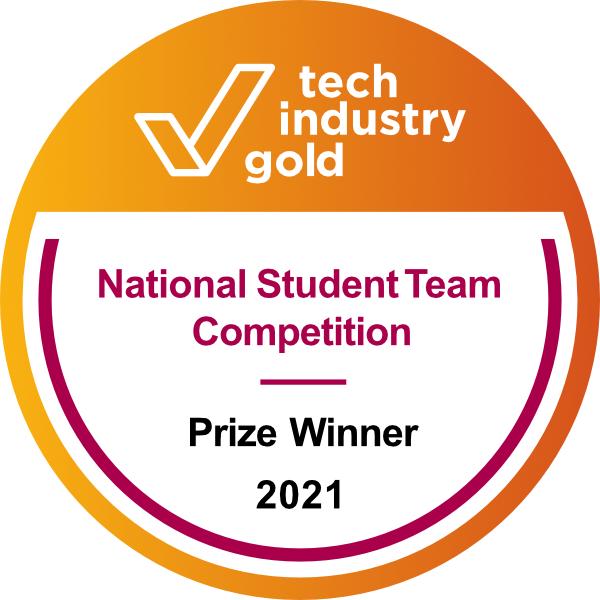 tech
industry
gold
National Student Team
Competition
Prize Winner
2021